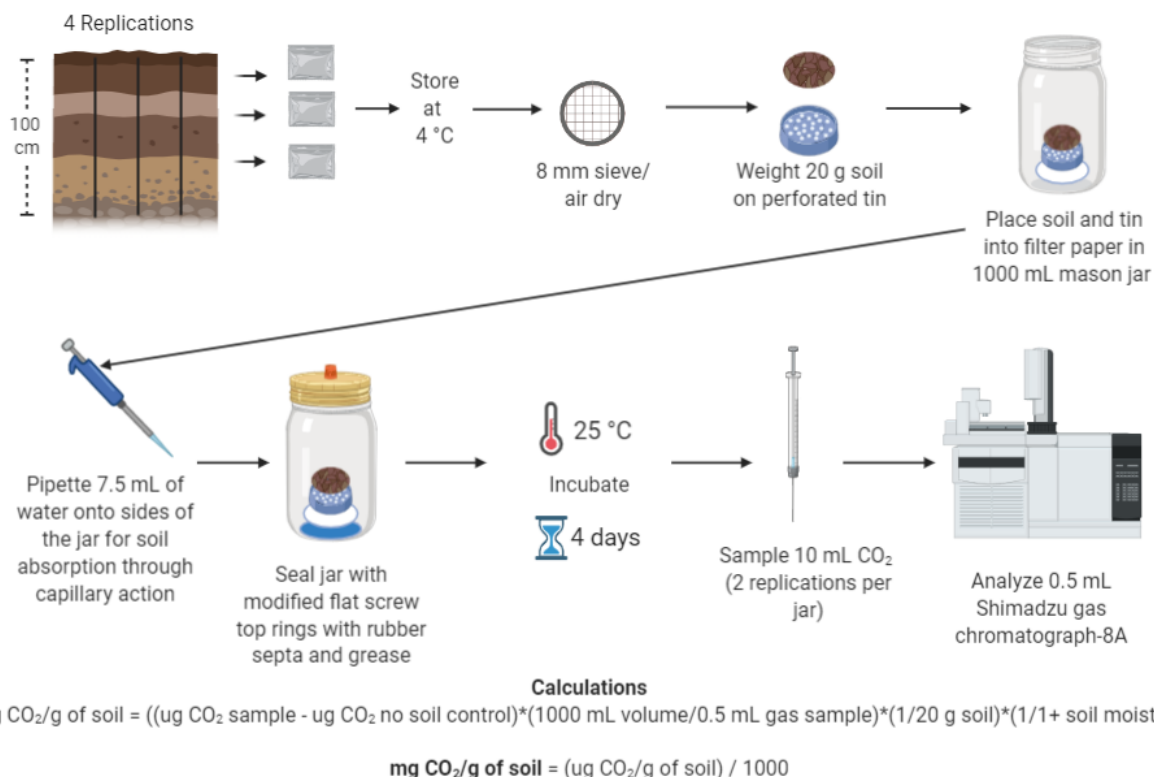 4 Replications
100
cm
Store
at
4 °C
8 mm sieve/
air dry
Weight 20 g soil
on perforated tin
Place soil and tin
into filter paper in
1000 mL mason jar
Pipette 7.5 mL of
water onto sides of
the jar for soil
absorption through
capillary action
Seal jar with
modified flat screw
top rings with rubber
septa and grease
25 °C
Incubate
4 days
Sample 10 mL CO₂
(2 replications per
jar)
Analyze 0.5 mL
Shimadzu gas
chromatograph-8A
Calculations
g CO₂/g of soil = ((ug CO₂ sample - ug CO₂ no soil control)*(1000 mL volume/0.5 mL gas sample)*(1/20 g soil)*(1/1+ soil moist
mg CO₂/g of soil = (ug CO₂/g of soil) / 1000